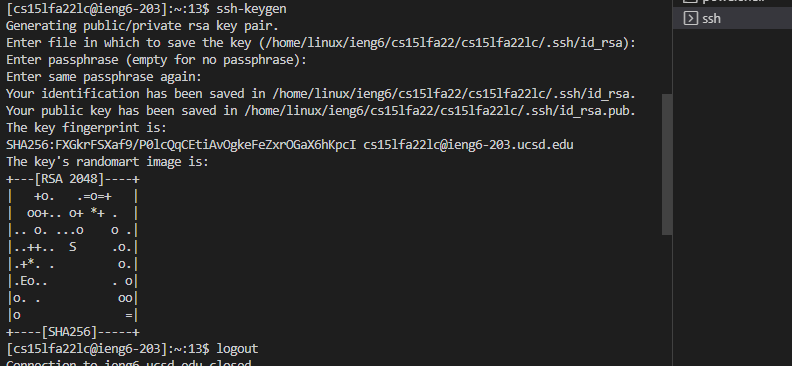 [cs15lfa22lc@ieng6-203]:~:13$ ssh-keygen
Generating public/private rsa key pair.
Enter file in which to save the key (/home/linux/ieng6/cs15lfa22/cs15lfa22lc/.ssh/id_rsa):
Enter passphrase (empty for no passphrase):
Enter same passphrase again:
Your identification has been saved in /home/linux/ieng6/cs15lfa22/cs15lfa22lc/.ssh/id_rsa.
Your public key has been saved in /home/linux/ieng6/cs15lfa22/cs15lfa22lc/.ssh/id_rsa.pub.
The key fingerprint is:
SHA256:FXGkrFSXaf9/P0lcQqCEtiAvOgkeFeZxrOGaX6hKpcI cs15lfa22lc@ieng6-203.ucsd.edu
The key's randomart image is:
+---[RSA 2048]----+
|   +o.   .=o=+   |
|  oo+.. o+ *+ .  |
|.. o. ...o    o .|
|..++..  S     .o.|
|.+*. .         o.|
|.Eo..         . o|
|o. .           oo|
|o               =|
+----[SHA256]-----+
[cs15lfa22lc@ieng6-203]:~:13$ logout
Connection to ieng6.ucsd.edu closed.
powershell
ssh